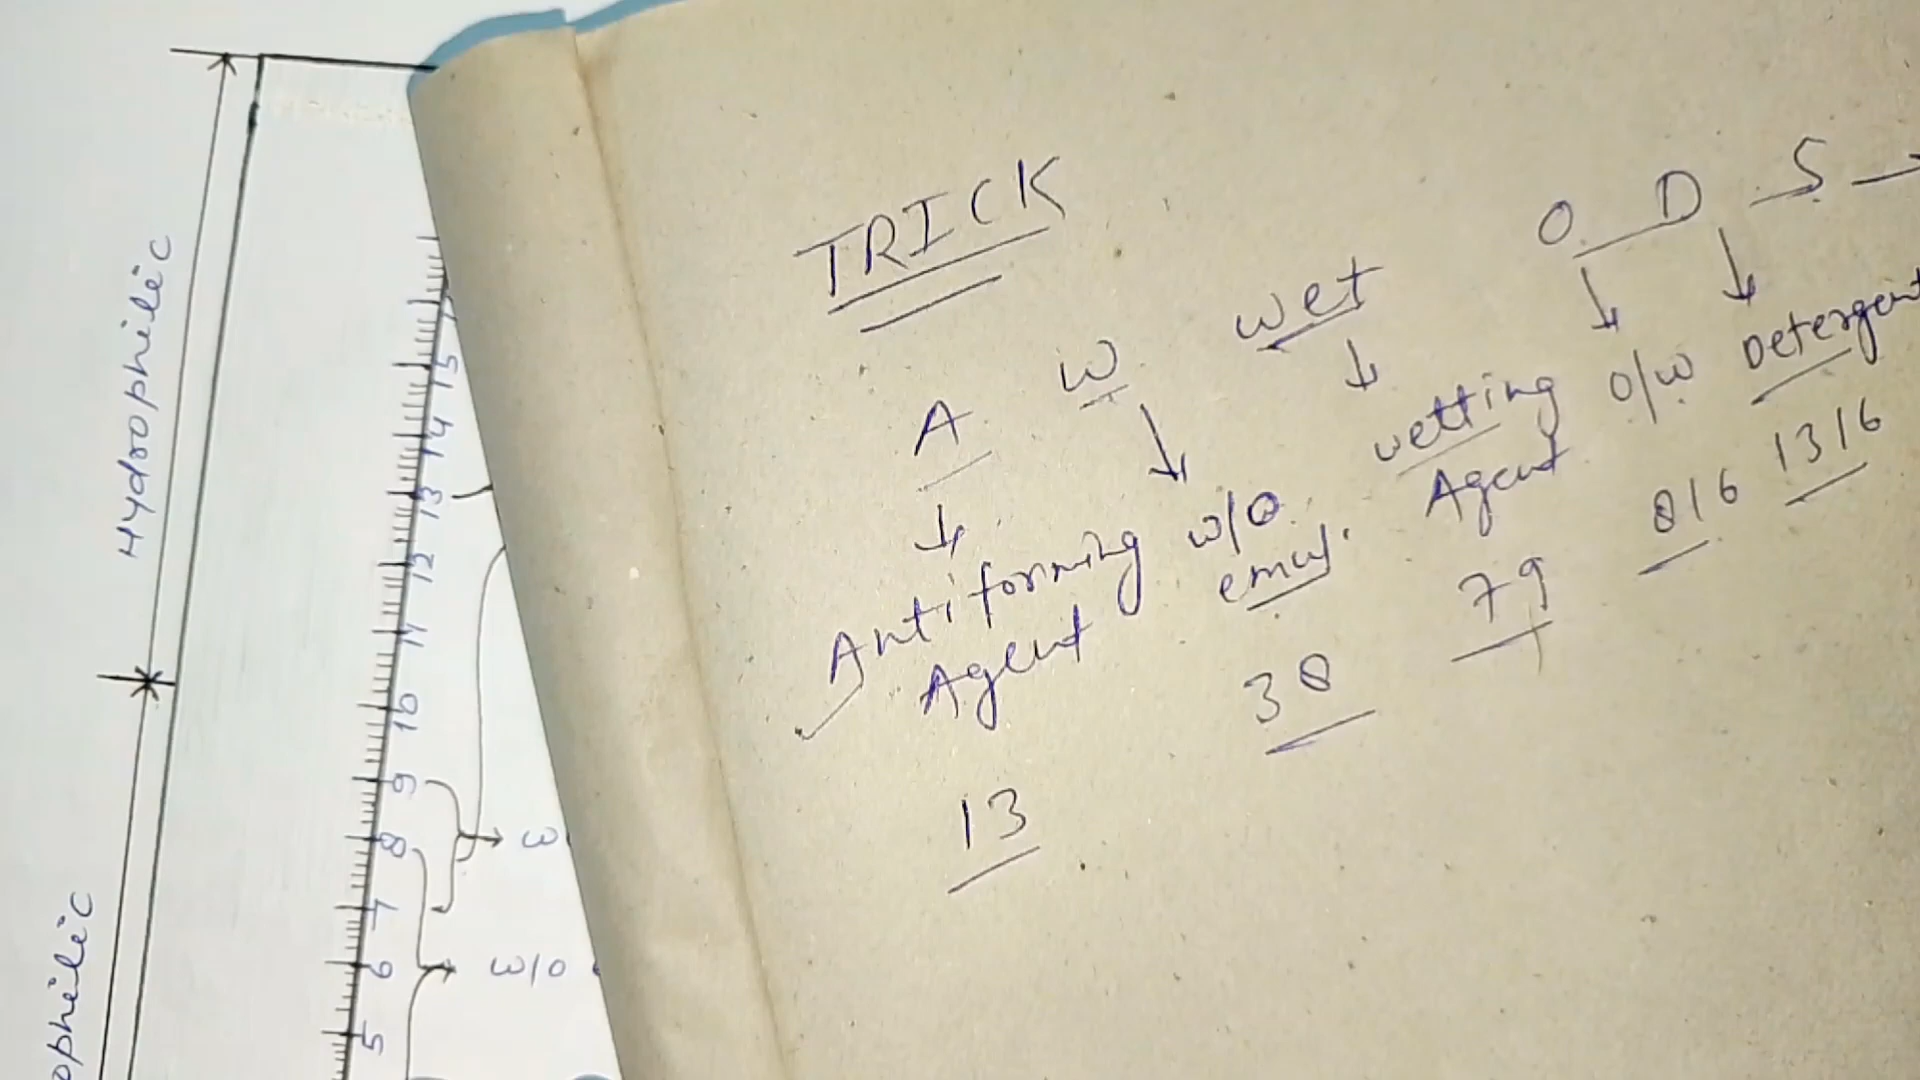 TRICK
A W wet O D S →
Antiforming Agent
w/o emul.
wetting Agent
o/w
Detergent
13
38
79
816
1316
Hydrophilic
ophilic
15
14
13
12
11
10
9
8
7
6
5
w
w/o